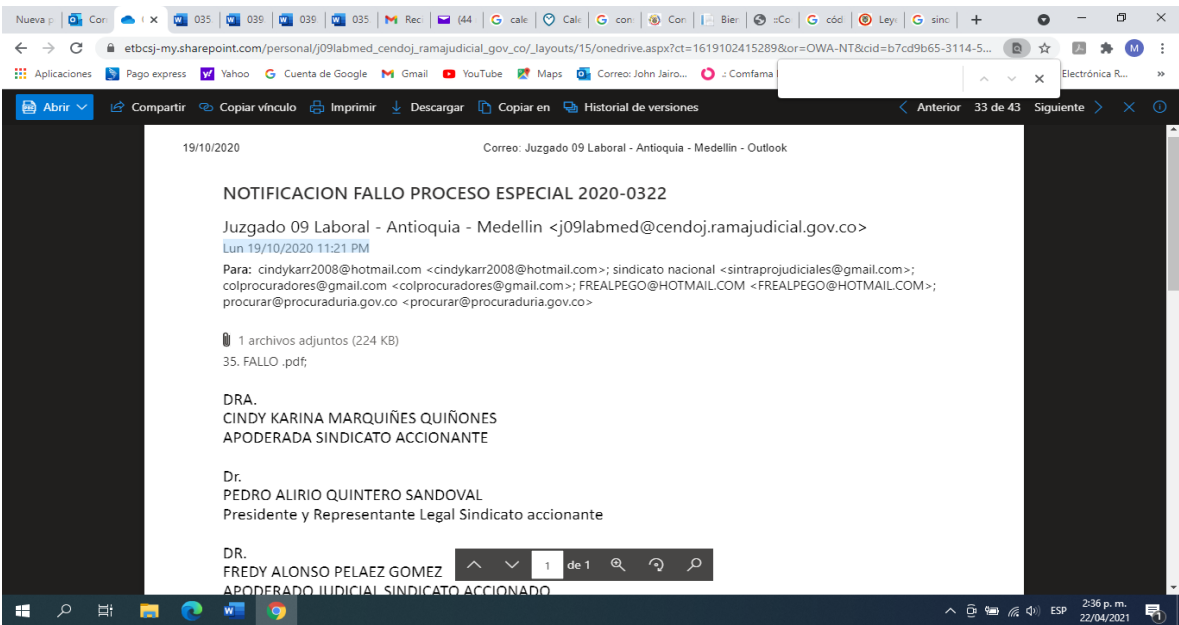 Nueva p Cor 035 039 039 035 Rec (44 cale Cale con Con Bier :Co cód Leye sinc
etbcsj-my.sharepoint.com/personal/j09labmed_cendoj_ramajudicial_gov_co/_layouts/15/onedrive.aspx?ct=1619102415289&or=OWA-NT&cid=b7cd9b65-3114-5... M
Aplicaciones Pago express Yahoo Cuenta de Google Gmail YouTube Maps Correo: John Jairo... .: Comfama Electrónica R... »
Abrir Compartir Copiar vínculo Imprimir Descargar Copiar en Historial de versiones Anterior 33 de 43 Siguiente
19/10/2020 Correo: Juzgado 09 Laboral - Antioquia - Medellin - Outlook
NOTIFICACION FALLO PROCESO ESPECIAL 2020-0322
Juzgado 09 Laboral - Antioquia - Medellin <j09labmed@cendoj.ramajudicial.gov.co>
Lun 19/10/2020 11:21 PM
Para: cindykarr2008@hotmail.com <cindykarr2008@hotmail.com>; sindicato nacional <sintraprojudiciales@gmail.com>;
colprocuradores@gmail.com <colprocuradores@gmail.com>; FREALPEGO@HOTMAIL.COM <FREALPEGO@HOTMAIL.COM>;
procurar@procuraduria.gov.co <procurar@procuraduria.gov.co>
1 archivos adjuntos (224 KB)
35. FALLO .pdf;
DRA.
CINDY KARINA MARQUIÑES QUIÑONES
APODERADA SINDICATO ACCIONANTE
Dr.
PEDRO ALIRIO QUINTERO SANDOVAL
Presidente y Representante Legal Sindicato accionante
DR.
FREDY ALONSO PELAEZ GOMEZ
1 de 1
APODERADO JUDICIAL SINDICATO ACCIONADO
ESP 2:36 p. m.
22/04/2021